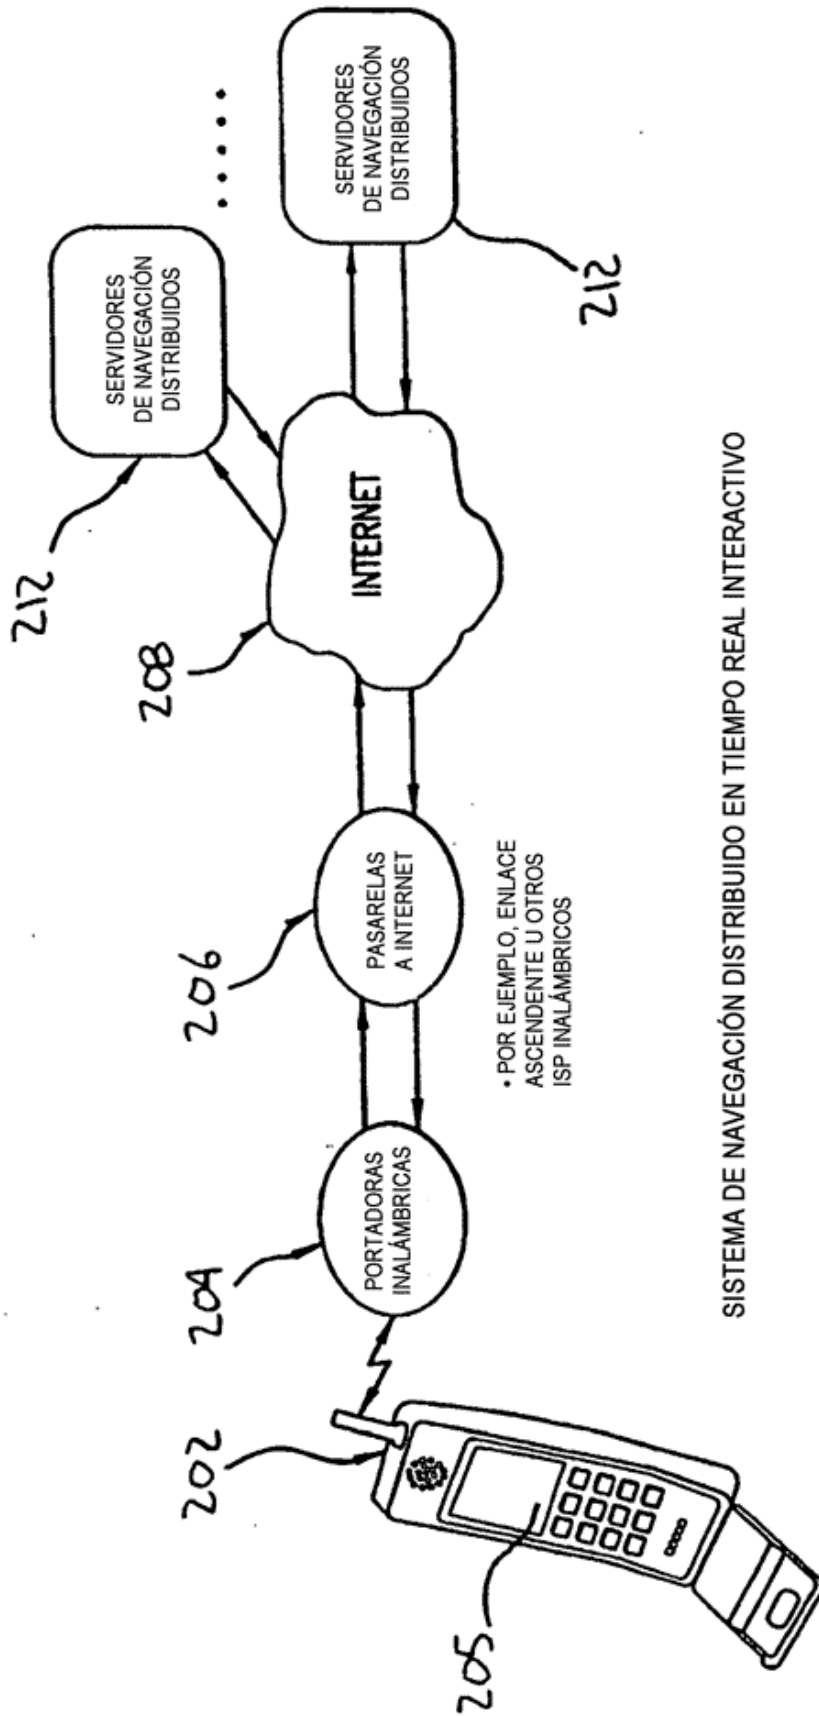 212
SERVIDORES
DE NAVEGACIÓN
DISTRIBUIDOS
SERVIDORES
DE NAVEGACIÓN
DISTRIBUIDOS
212
208
INTERNET
206
PASARELAS
A INTERNET
• POR EJEMPLO, ENLACE
ASCENDENTE U OTROS
ISP INALÁMBRICOS
204
PORTADORAS
INALÁMBRICAS
202
205
SISTEMA DE NAVEGACIÓN DISTRIBUIDO EN TIEMPO REAL INTERACTIVO